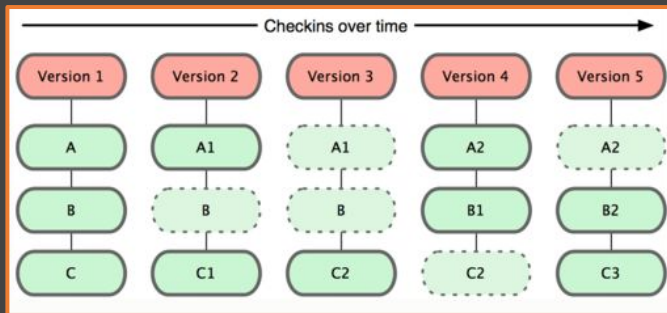 Checkins over time
Version 1 Version 2 Version 3 Version 4 Version 5
A A1 A1 A2 A2
B B B B1 B2
C C1 C2 C2 C3